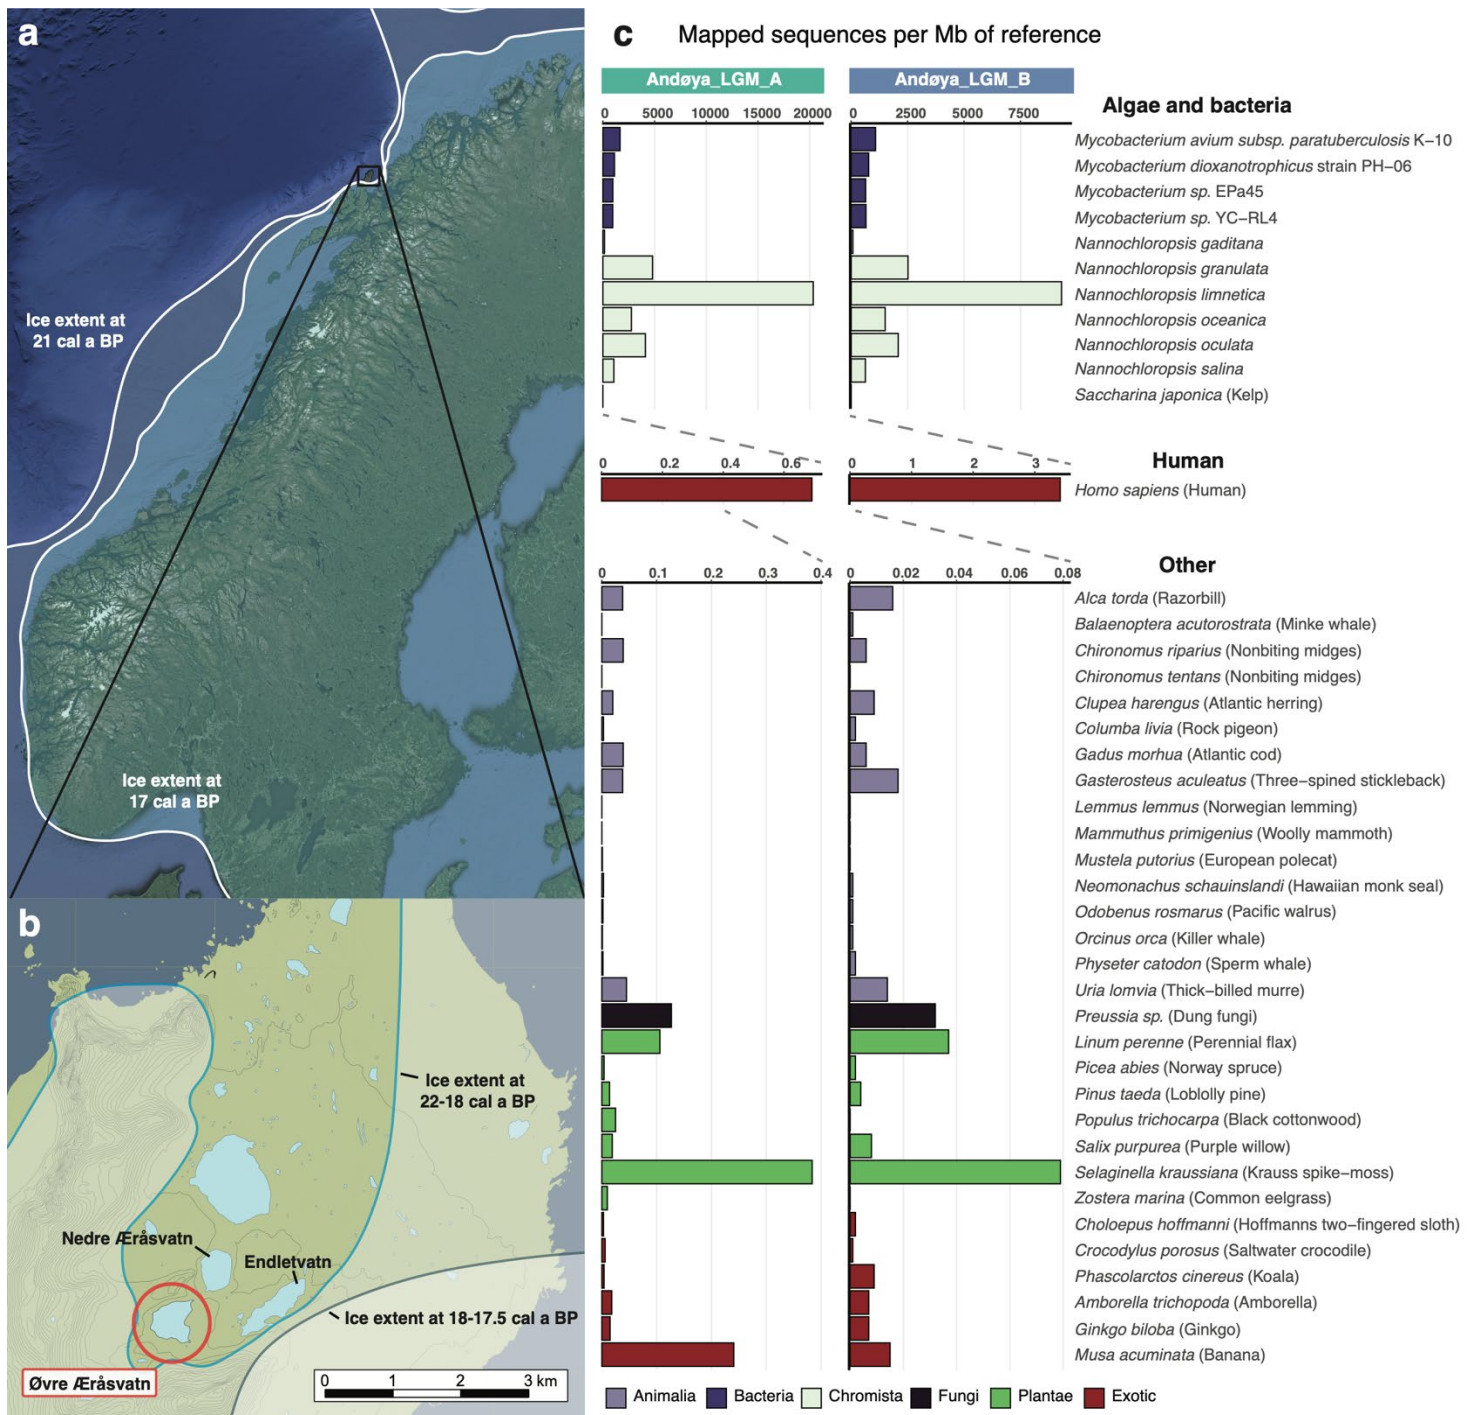 a
Ice extent at
21 cal a BP
Ice extent at
17 cal a BP
b
Ice extent at
22-18 cal a BP
Nedre Æråsvatn
Endletvatn
Ice extent at 18-17.5 cal a BP
Øvre Æråsvatn
0 1 2 3 km
c Mapped sequences per Mb of reference
Andøya_LGM_A Andøya_LGM_B
Algae and bacteria
0 5000 10000 15000 20000 0 2500 5000 7500
Mycobacterium avium subsp. paratuberculosis K−10
Mycobacterium dioxanotrophicus strain PH−06
Mycobacterium sp. EPa45
Mycobacterium sp. YC−RL4
Nannochloropsis gaditana
Nannochloropsis granulata
Nannochloropsis limnetica
Nannochloropsis oceanica
Nannochloropsis oculata
Nannochloropsis salina
Saccharina japonica (Kelp)
Human
0 0.2 0.4 0.6 0 1 2 3
Homo sapiens (Human)
Other
0 0.1 0.2 0.3 0.4 0 0.02 0.04 0.06 0.08
Alca torda (Razorbill)
Balaenoptera acutorostrata (Minke whale)
Chironomus riparius (Nonbiting midges)
Chironomus tentans (Nonbiting midges)
Clupea harengus (Atlantic herring)
Columba livia (Rock pigeon)
Gadus morhua (Atlantic cod)
Gasterosteus aculeatus (Three−spined stickleback)
Lemmus lemmus (Norwegian lemming)
Mammuthus primigenius (Woolly mammoth)
Mustela putorius (European polecat)
Neomonachus schauinslandi (Hawaiian monk seal)
Odobenus rosmarus (Pacific walrus)
Orcinus orca (Killer whale)
Physeter catodon (Sperm whale)
Uria lomvia (Thick−billed murre)
Preussia sp. (Dung fungi)
Linum perenne (Perennial flax)
Picea abies (Norway spruce)
Pinus taeda (Loblolly pine)
Populus trichocarpa (Black cottonwood)
Salix purpurea (Purple willow)
Selaginella kraussiana (Krauss spike−moss)
Zostera marina (Common eelgrass)
Choloepus hoffmanni (Hoffmanns two−fingered sloth)
Crocodylus porosus (Saltwater crocodile)
Phascolarctos cinereus (Koala)
Amborella trichopoda (Amborella)
Ginkgo biloba (Ginkgo)
Musa acuminata (Banana)
Animalia Bacteria Chromista Fungi Plantae Exotic